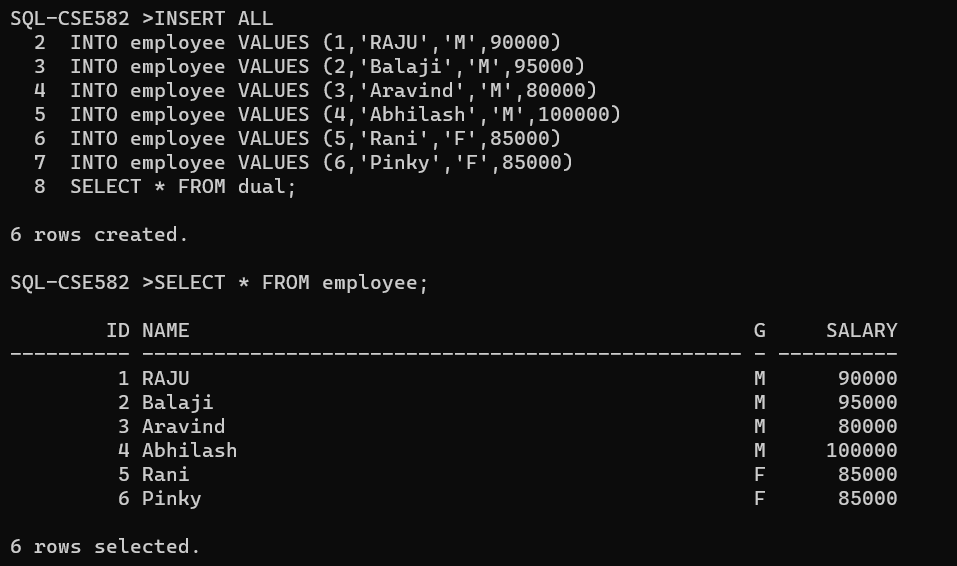 SQL-CSE582 >INSERT ALL
  2  INTO employee VALUES (1,'RAJU','M',90000)
  3  INTO employee VALUES (2,'Balaji','M',95000)
  4  INTO employee VALUES (3,'Aravind','M',80000)
  5  INTO employee VALUES (4,'Abhilash','M',100000)
  6  INTO employee VALUES (5,'Rani','F',85000)
  7  INTO employee VALUES (6,'Pinky','F',85000)
  8  SELECT * FROM dual;

6 rows created.

SQL-CSE582 >SELECT * FROM employee;

        ID NAME                                               G     SALARY
---------- -------------------------------------------------- - ----------
         1 RAJU                                               M      90000
         2 Balaji                                             M      95000
         3 Aravind                                            M      80000
         4 Abhilash                                           M     100000
         5 Rani                                               F      85000
         6 Pinky                                              F      85000

6 rows selected.